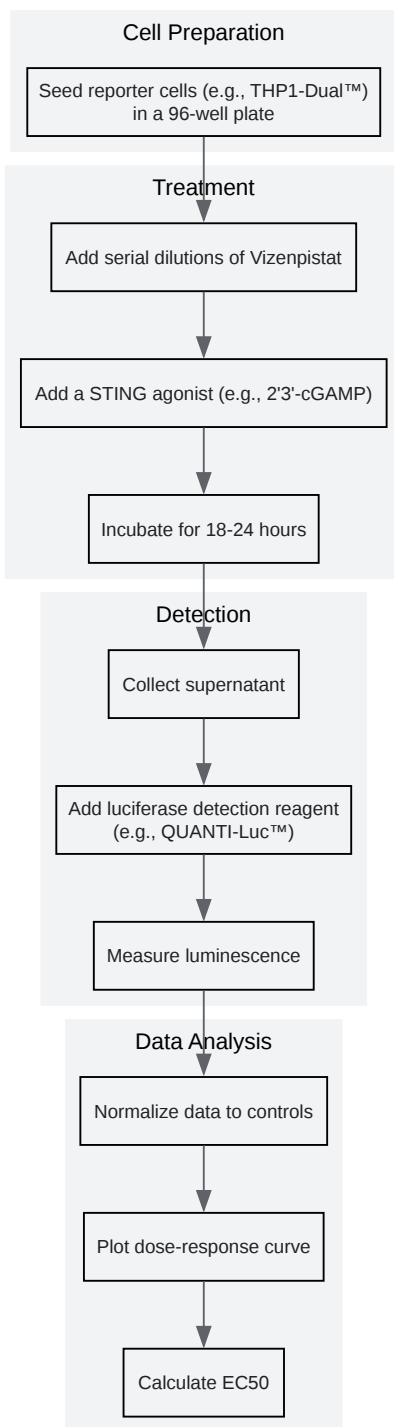 Cell Preparation
Seed reporter cells (e.g., THP1-Dual™)
in a 96-well plate
Treatment
Add serial dilutions of Vizenpistat
Add a STING agonist (e.g., 2'3'-cGAMP)
Incubate for 18-24 hours
Detection
Collect supernatant
Add luciferase detection reagent
(e.g., QUANTI-Luc™)
Measure luminescence
Data Analysis
Normalize data to controls
Plot dose-response curve
Calculate EC50